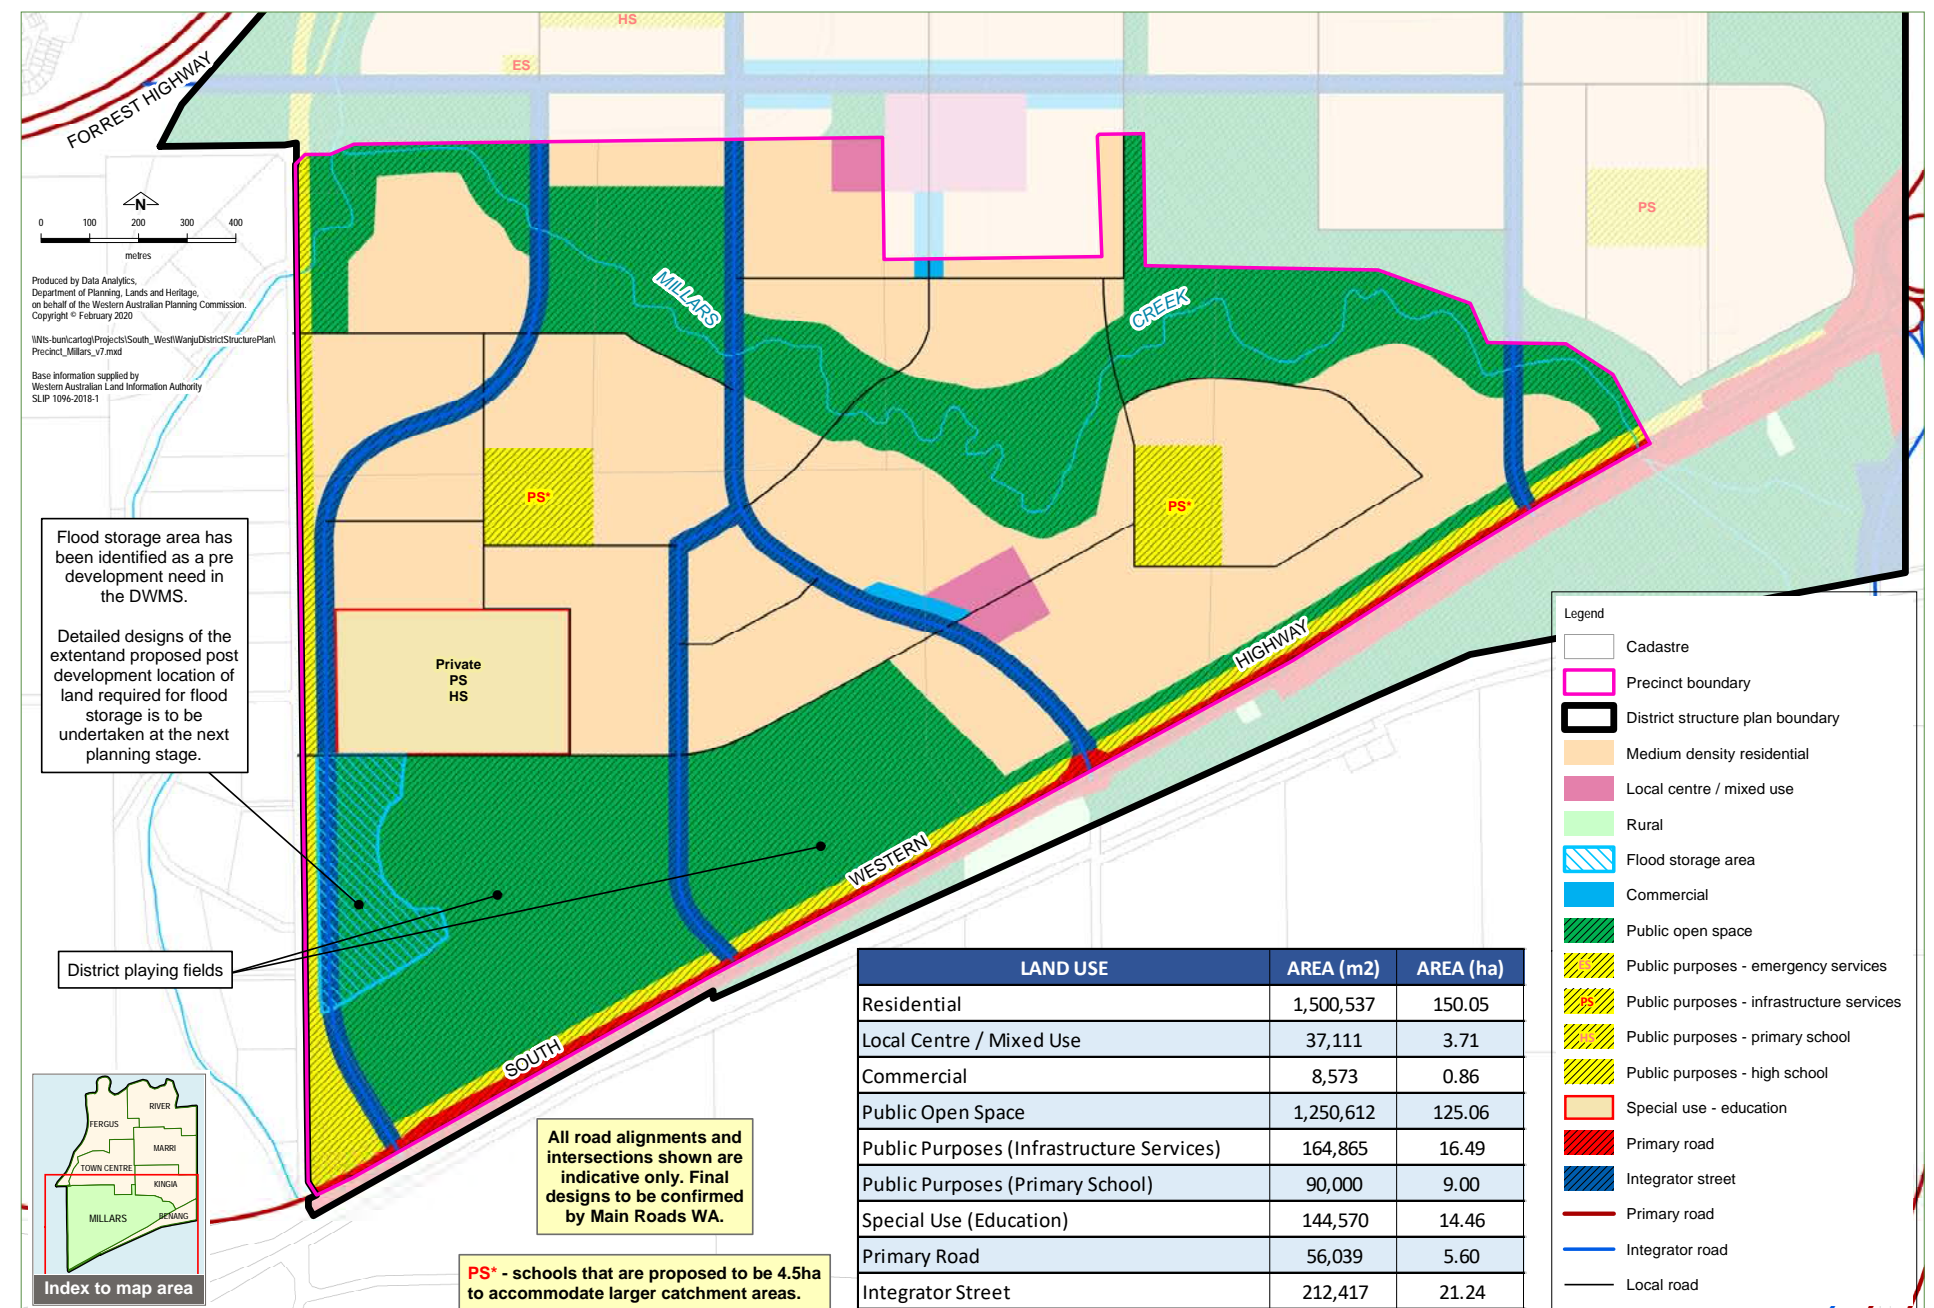 HS
ES
FORREST HIGHWAY
N
0 100 200 300 400
metres
Produced by Data Analytics,
Department of Planning, Lands and Heritage,
on behalf of the Western Australian Planning Commission.
Copyright © February 2020
\\Nts-bun\cartog\Projects\South_West\WanjuDistrictStructurePlan\
Precinct_Millars_v7.mxd
Base information supplied by
Western Australian Land Information Authority
SLIP 1096-2018-1
PS
MILLARS
CREEK
PS*
PS*
Flood storage area has
been identified as a pre
development need in
the DWMS.
Detailed designs of the
extentand proposed post
development location of
land required for flood
storage is to be
undertaken at the next
planning stage.
Private
PS
HS
HIGHWAY
WESTERN
SOUTH
District playing fields
Legend
Cadastre
Precinct boundary
District structure plan boundary
Medium density residential
Local centre / mixed use
Rural
Flood storage area
Commercial
Public open space
ES Public purposes - emergency services
PS Public purposes - infrastructure services
HS Public purposes - primary school
Public purposes - high school
Special use - education
Primary road
Integrator street
Primary road
Integrator road
Local road
LAND USE AREA (m2) AREA (ha)
Residential 1,500,537 150.05
Local Centre / Mixed Use 37,111 3.71
Commercial 8,573 0.86
Public Open Space 1,250,612 125.06
Public Purposes (Infrastructure Services) 164,865 16.49
Public Purposes (Primary School) 90,000 9.00
Special Use (Education) 144,570 14.46
Primary Road 56,039 5.60
Integrator Street 212,417 21.24
All road alignments and
intersections shown are
indicative only. Final
designs to be confirmed
by Main Roads WA.
PS* - schools that are proposed to be 4.5ha
to accommodate larger catchment areas.
RIVER
FERGUS
MARRI
TOWN CENTRE
KINGIA
MILLARS
BENANG
Index to map area